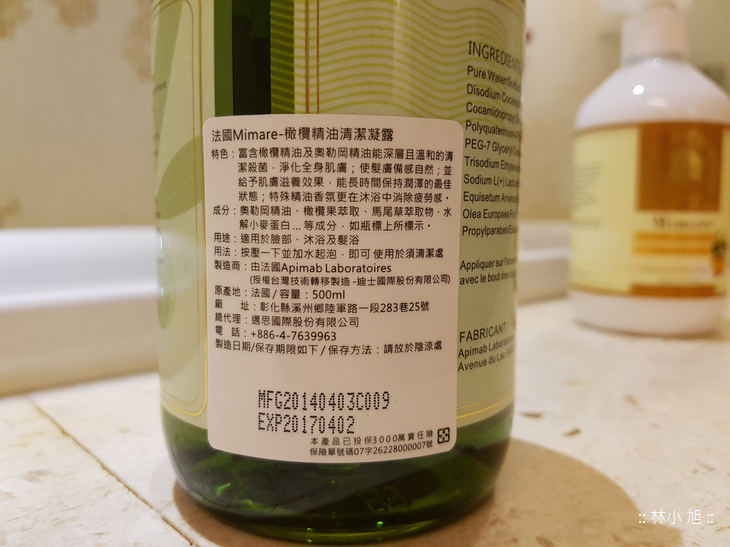 法國Mimare-橄欖精油清潔凝露
特色：富含橄欖精油及奧勒岡精油能深層且溫和的清
潔殺菌，淨化全身肌膚；使髮膚備感自然；並
給予肌膚滋養效果，能長時間保持潤澤的最佳
狀態；特殊精油香氛更在沐浴中消除疲勞感。
成分：奧勒岡精油、橄欖果萃取、馬尾草萃取物、水
解小麥蛋白...等成分，如瓶標上所標示。
用途：適用於臉部、沐浴及髮浴
用法：按壓一下並加水起泡，即可使用於須清潔處
製造商：由法國Apimab Laboratoires
(授權台灣技術轉移製造-迪士國際股份有限公司)
原產地：法國/容量：500ml
廠　　址：彰化縣溪州鄉陸軍路一段283巷25號
總代理：邁思國際股份有限公司
電　話：+886-4-7639963
製造日期/保存期限如下/保存方法：請放於陰涼處
MFG20140403C009
EXP20170402
本產品已投保3000萬責任險
保險單號碼07字26228000007號
INGREDIENTS
Pure Water/
Disodium
Cocamidopropyl
Polyquaternium-
PEG-7 Glyceryl
Trisodium
Sodium L(+)
Equisetum
Olea Europaea
Propylparaben/
Appliquer sur
avec le bout des
FABRICANT
Apimab
Avenue du Lac
Mimare
:: 林小旭 ::